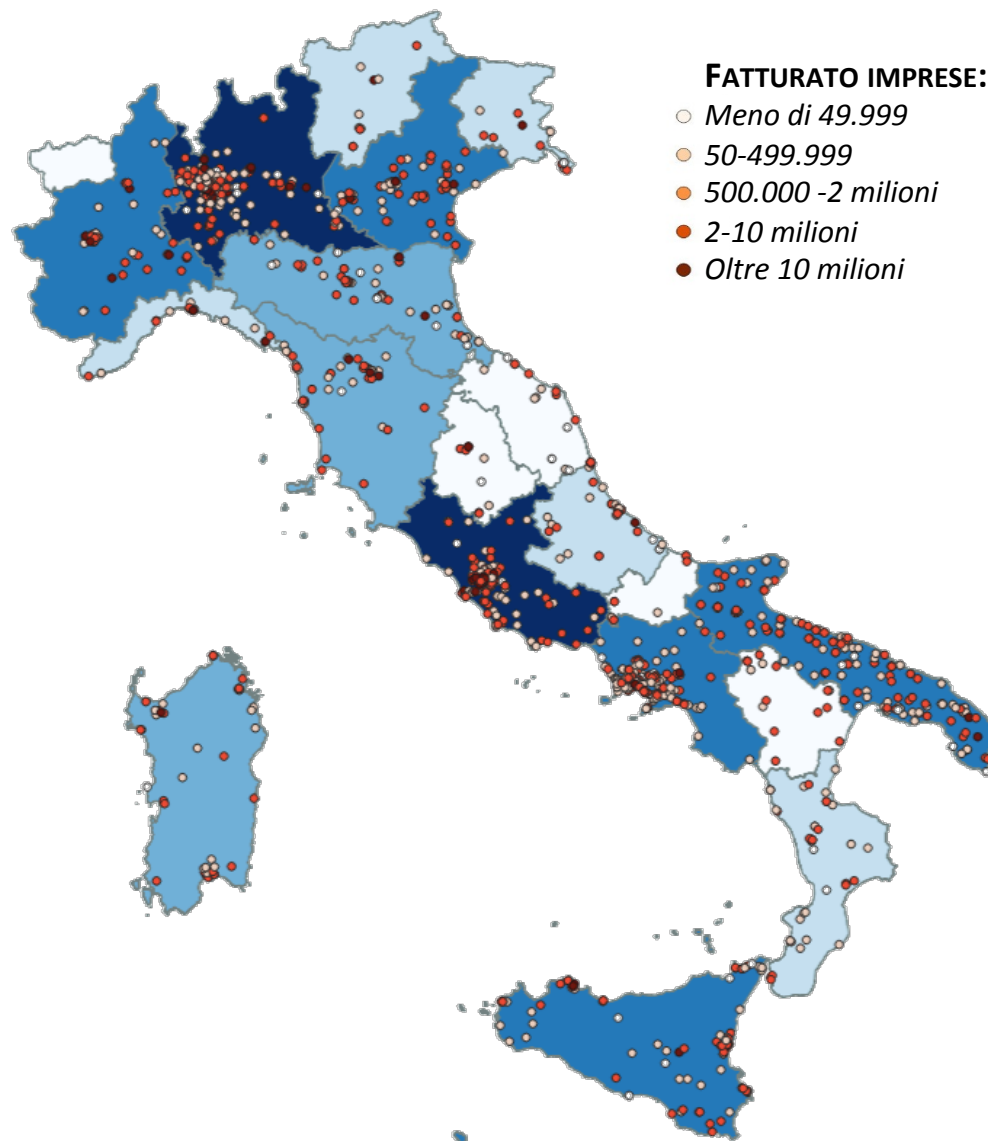 FATTURATO IMPRESE:
Meno di 49.999
50-499.999
500.000 -2 milioni
2-10 milioni
Oltre 10 milioni